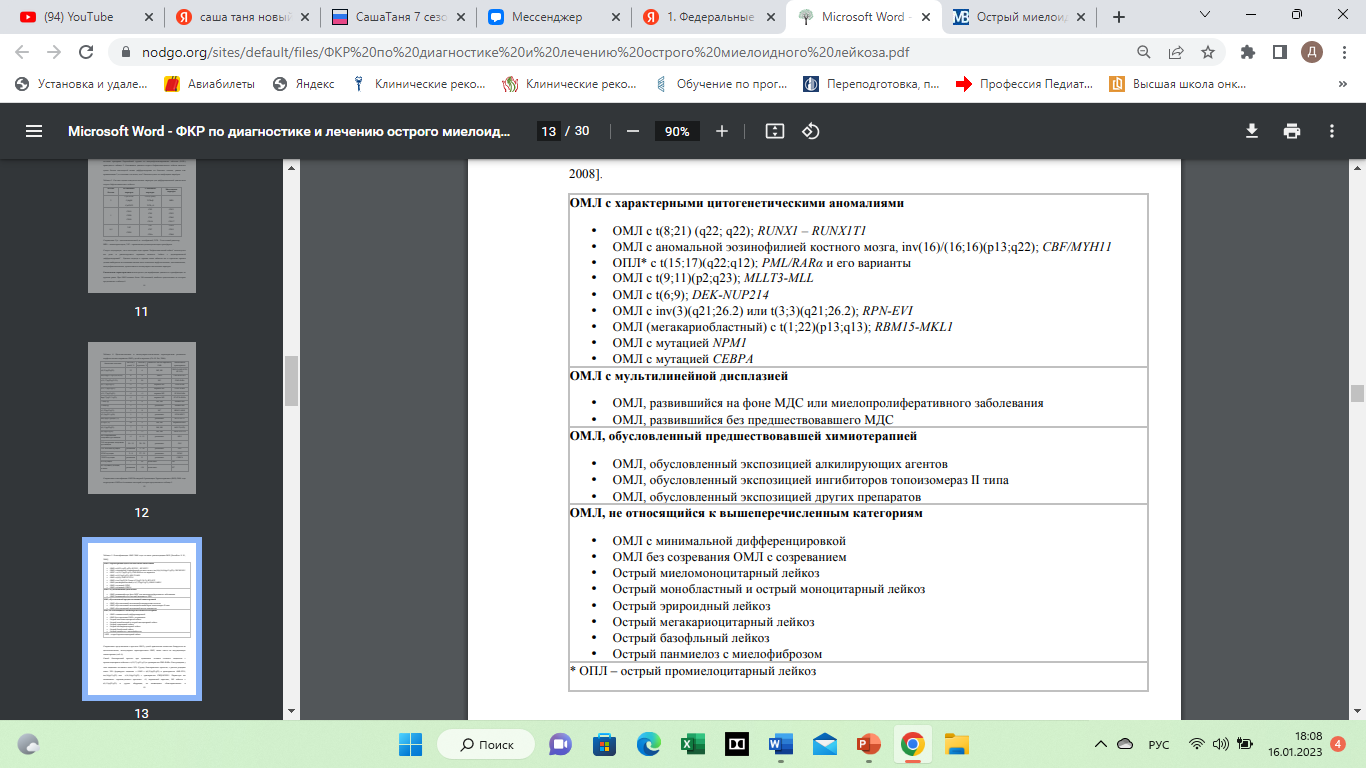 (94) YouTube
саша таня новый
СашаТаня 7 сезо
Мессенджер
1. Федеральные
Microsoft Word -
Острый миелоид
nodgo.org/sites/default/files/ФКР%20по%20диагностике%20и%20лечению%20острого%20миелоидного%20лейкоза.pdf
Д
Установка и удале...
Авиабилеты
Яндекс
Клинические реко...
Клинические реко...
Обучение по прог...
Переподготовка, п...
Профессия Педиат...
Высшая школа онк...
»
Microsoft Word - ФКР по диагностике и лечению острого миелоид...
13 / 30
90%
11
12
13
2008].
ОМЛ с характерными цитогенетическими аномалиями
• ОМЛ с t(8;21) (q22; q22); RUNX1 – RUNX1T1
• ОМЛ с аномальной эозинофилией костного мозга, inv(16)/(16;16)(p13;q22); CBF/MYH11
• ОПЛ* с t(15;17)(q22;q12); PML/RARα и его варианты
• ОМЛ с t(9;11)(p2;q23); MLLT3-MLL
• ОМЛ с t(6;9); DEK-NUP214
• ОМЛ с inv(3)(q21;26.2) или t(3;3)(q21;26.2); RPN-EVI
• ОМЛ (мегакариобластный) с t(1;22)(p13;q13); RBM15-MKL1
• ОМЛ с мутацией NPM1
• ОМЛ с мутацией CEBPA
ОМЛ с мультилинейной дисплазией
• ОМЛ, развившийся на фоне МДС или миелопролиферативного заболевания
• ОМЛ, развившийся без предшествовавшего МДС
ОМЛ, обусловленный предшествовавшей химиотерапией
• ОМЛ, обусловленный экспозицией алкилирующих агентов
• ОМЛ, обусловленный экспозицией ингибиторов топоизомераз II типа
• ОМЛ, обусловленный экспозицией других препаратов
ОМЛ, не относящийся к вышеперечисленным категориям
• ОМЛ с минимальной дифференцировкой
• ОМЛ без созревания ОМЛ с созреванием
• Острый миеломоноцитарный лейкоз
• Острый монобластный и острый моноцитарный лейкоз
• Острый эрироидный лейкоз
• Острый мегакариоцитарный лейкоз
• Острый базофльный лейкоз
• Острый панмиелоз с миелофиброзом
* ОПЛ – острый промиелоцитарный лейкоз
Поиск
РУС
18:08
16.01.2023
4